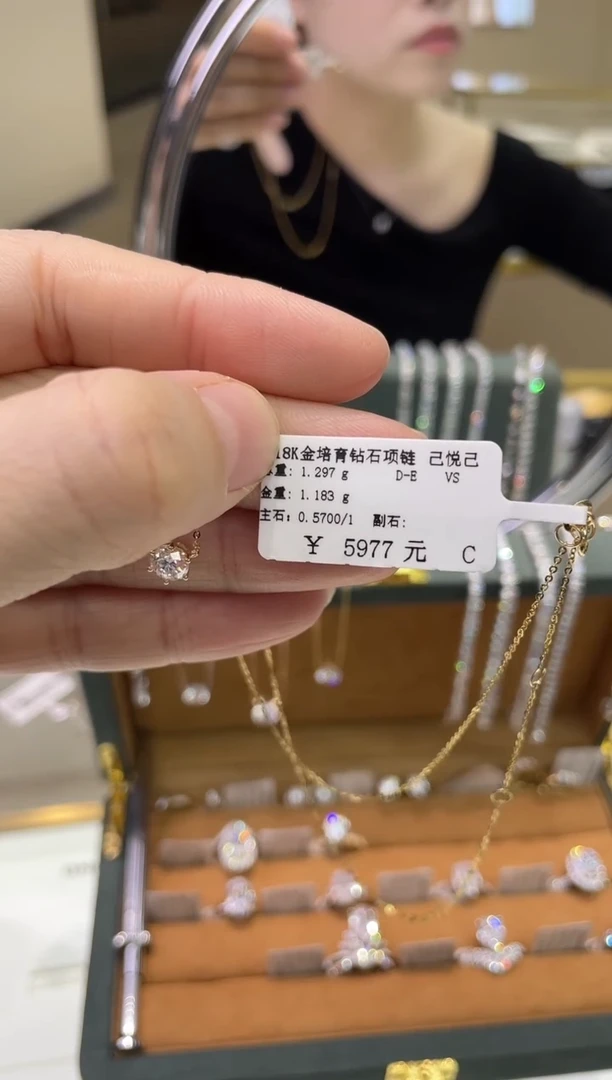 18K金培育钻石项链 己悦己
重: 1.297 g D-E VS
金重: 1.183 g
主石: 0.5700/1 副石:
¥ 5977 元 C